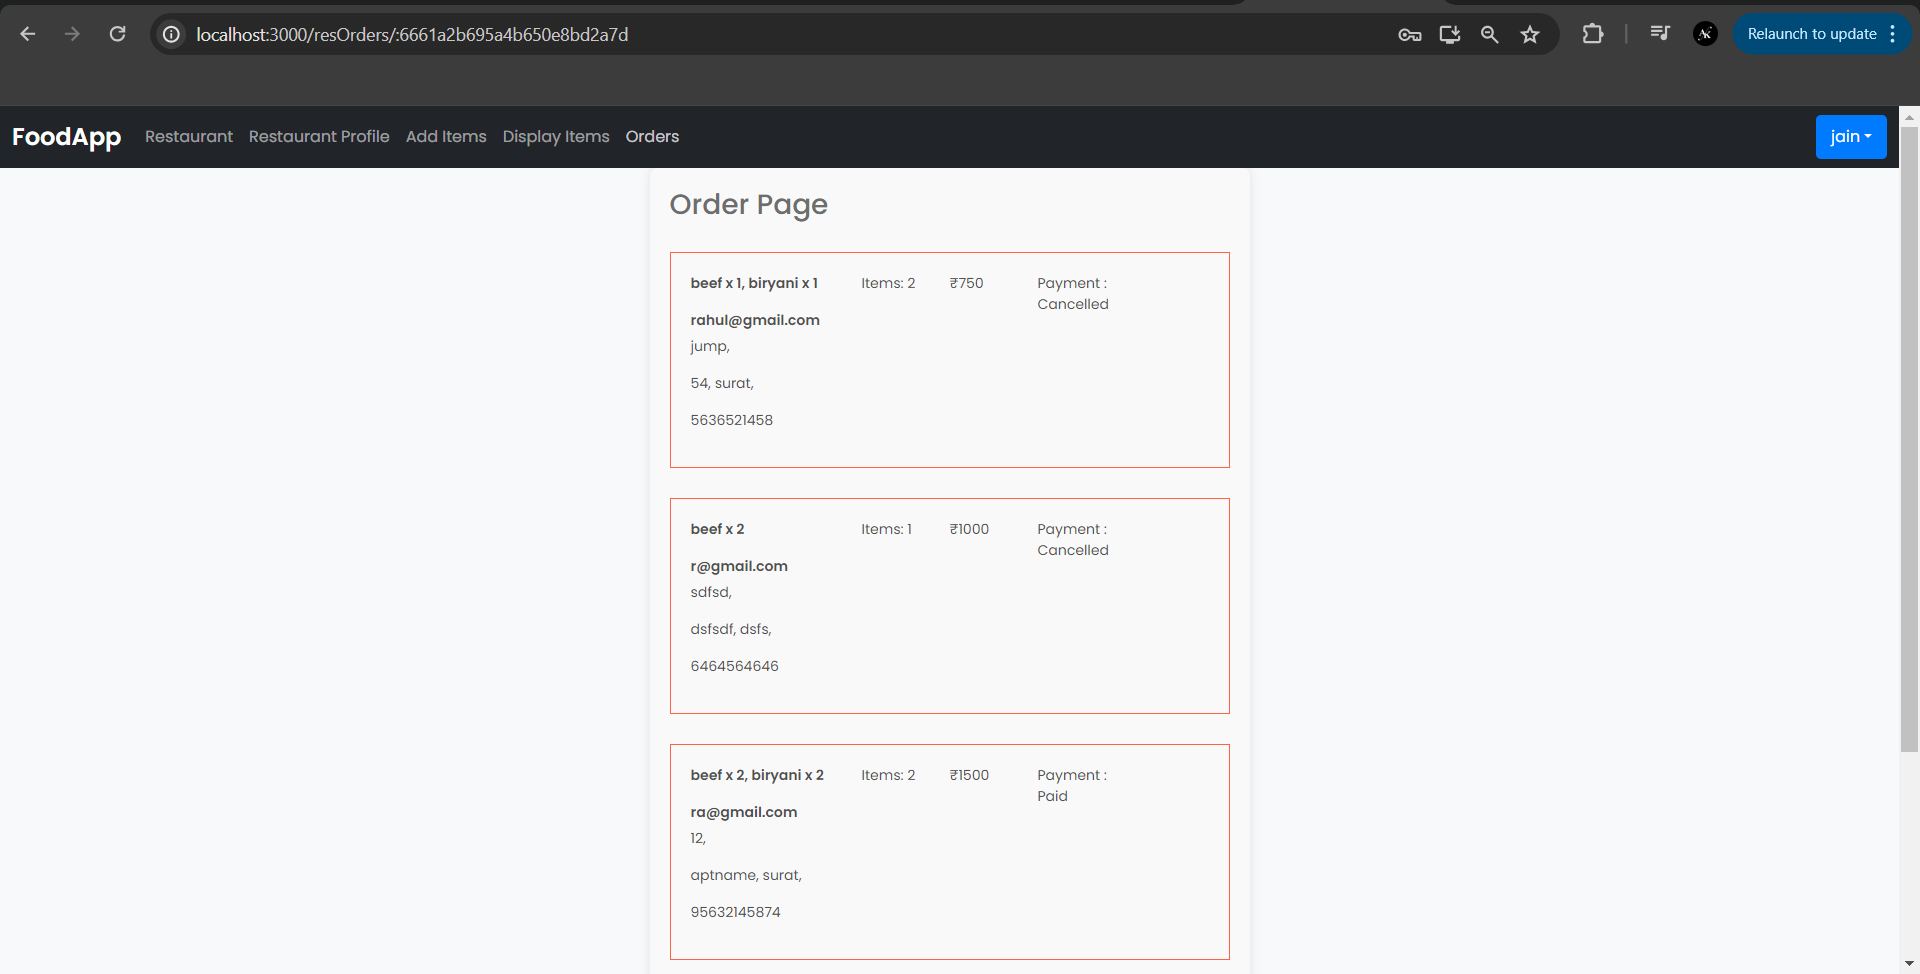 localhost:3000/resOrders/:6661a2b695a4b650e8bd2a7d
Relaunch to update
FoodApp Restaurant Restaurant Profile Add Items Display Items Orders jain
Order Page
beef x 1, biryani x 1 Items: 2 ₹750 Payment :
Cancelled
rahul@gmail.com
jump,
54, surat,
5636521458
beef x 2 Items: 1 ₹1000 Payment :
Cancelled
r@gmail.com
sdfsd,
dsfsdf, dsfs,
6464564646
beef x 2, biryani x 2 Items: 2 ₹1500 Payment :
Paid
ra@gmail.com
12,
aptname, surat,
95632145874